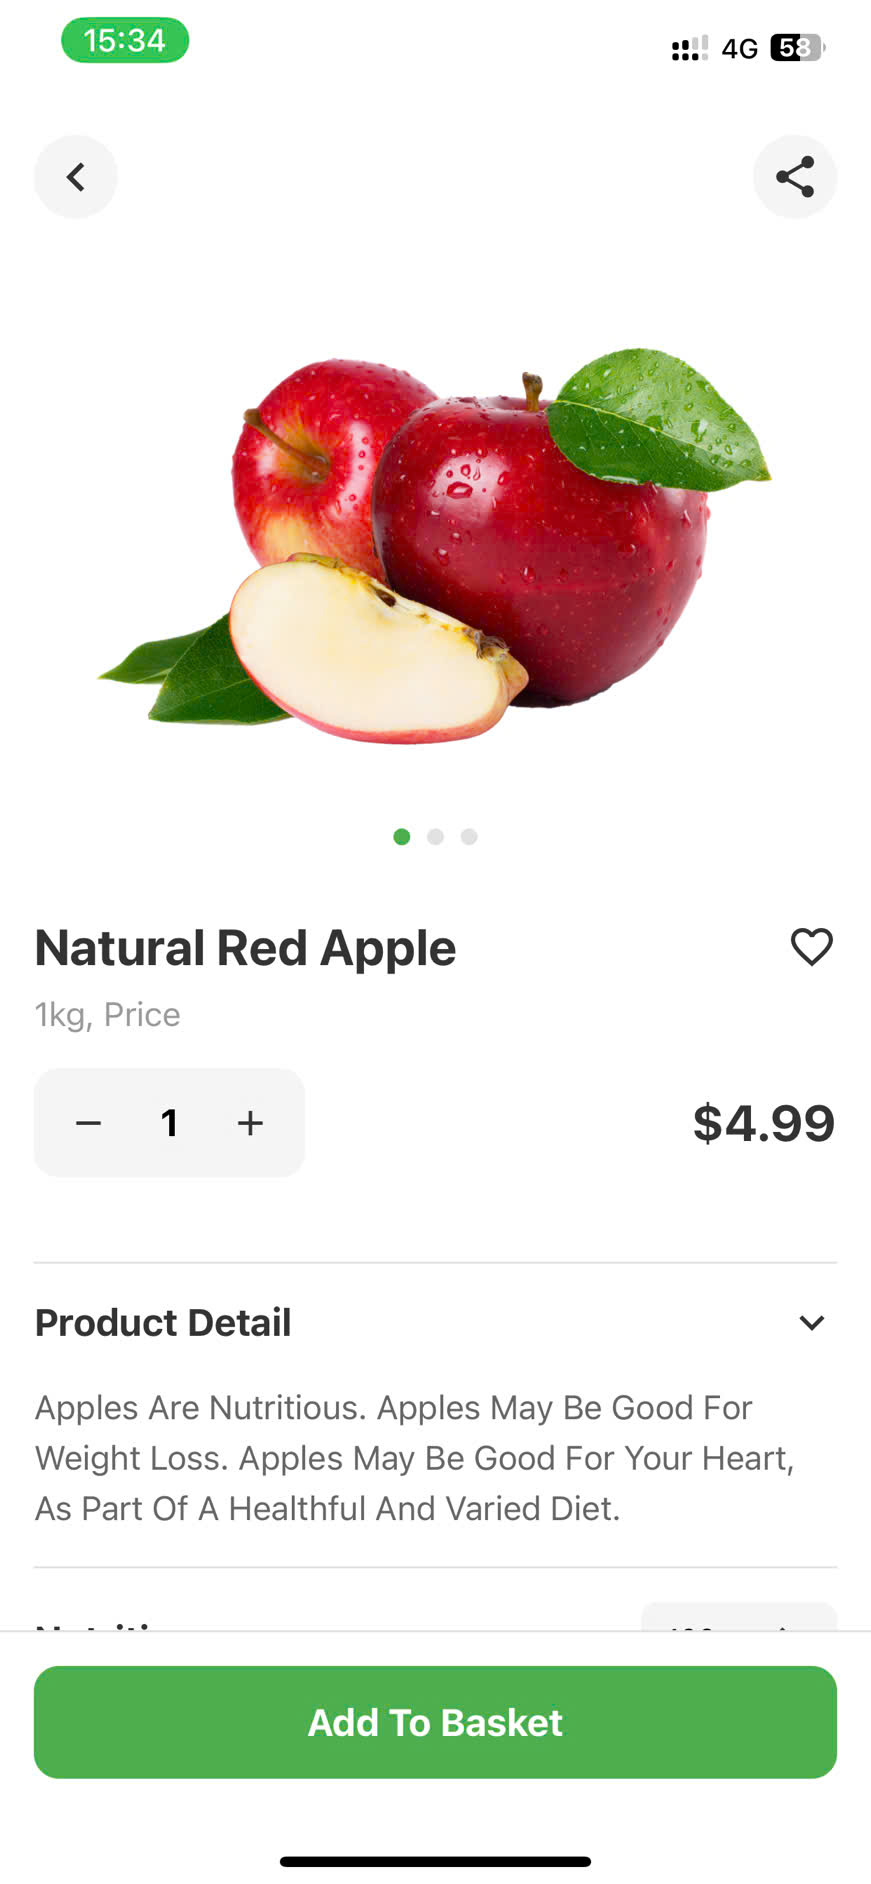 15:34
4G 58
Natural Red Apple
1kg, Price
1
$4.99
Product Detail
Apples Are Nutritious. Apples May Be Good For
Weight Loss. Apples May Be Good For Your Heart,
As Part Of A Healthful And Varied Diet.
Add To Basket